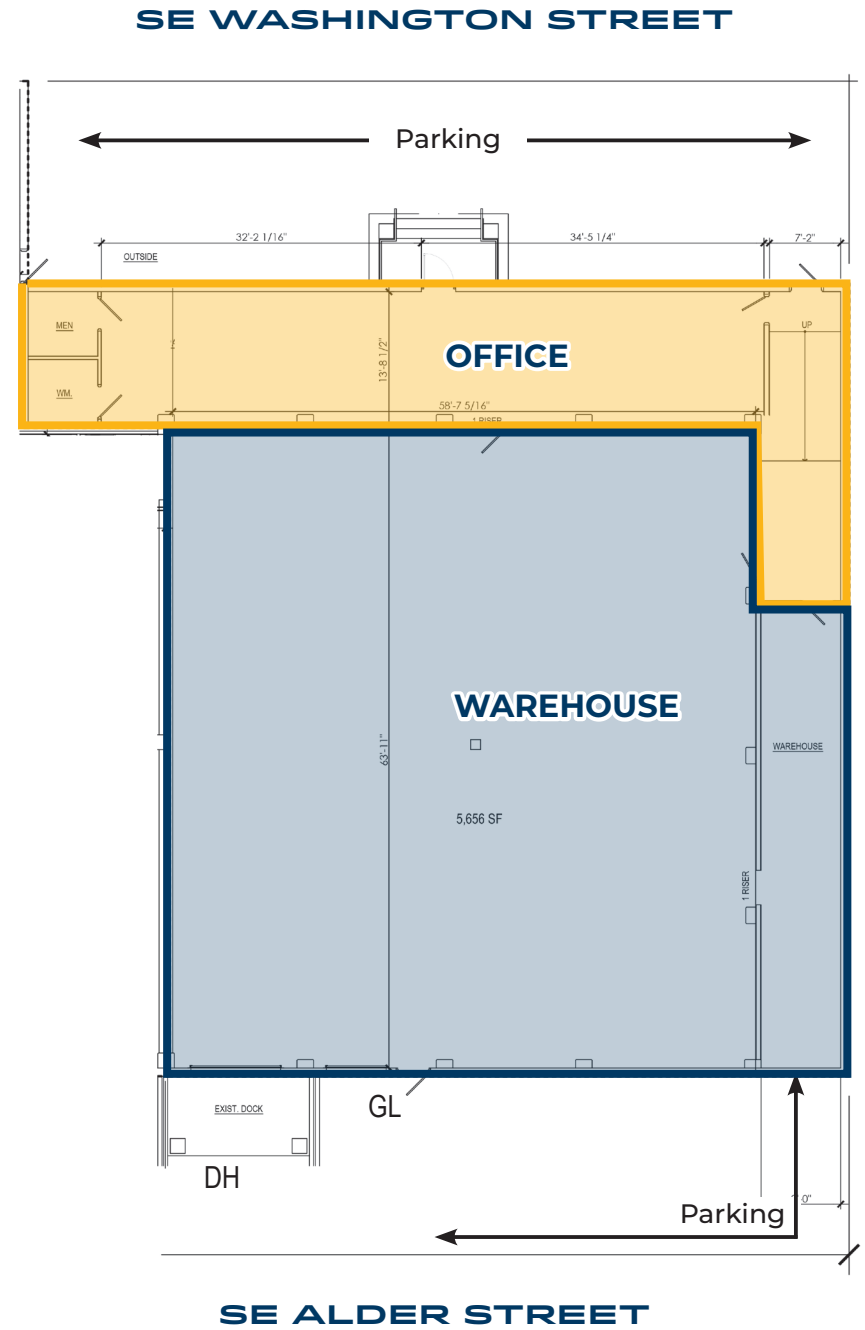 SE WASHINGTON STREET
Parking
32'-2 1/16"
34'-5 1/4"
7'-2"
OUTSIDE
MEN
UP
OFFICE
13'-8 1/2"
WM.
58'-7 5/16"
1 RISER
WAREHOUSE
63'-11"
WAREHOUSE
5,656 SF
1 RISER
EXIST. DOCK
GL
DH
Parking
SE ALDER STREET